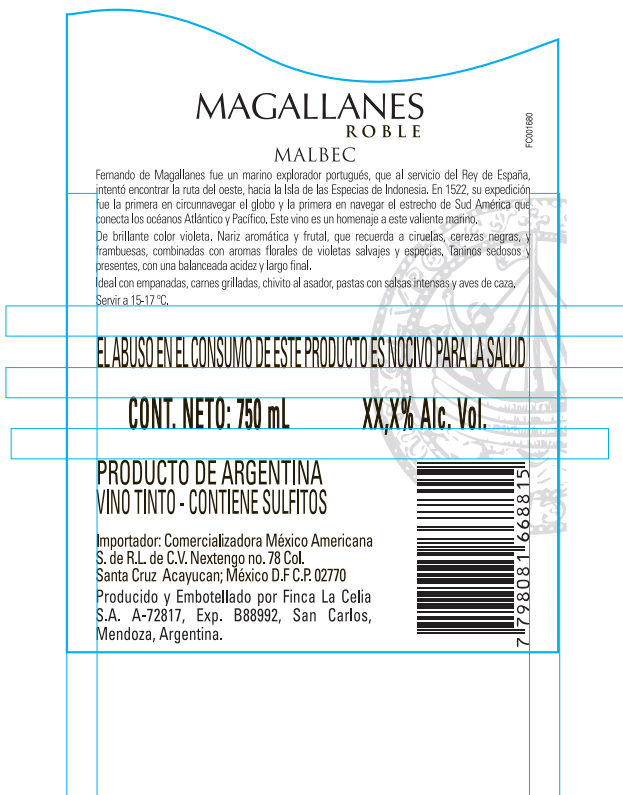 MAGALLANES
ROBLE
MALBEC
FC001680
Fernando de Magallanes fue un marino explorador portugués, que al servicio del Rey de España,
intentó encontrar la ruta del oeste, hacia la Isla de las Especias de Indonesia. En 1522, su expedición
fue la primera en circunnavegar el globo y la primera en navegar el estrecho de Sud América que
conecta los océanos Atlántico y Pacífico. Este vino es un homenaje a este valiente marino.
De brillante color violeta. Nariz aromática y frutal, que recuerda a ciruelas, cerezas negras, y
frambuesas, combinadas con aromas florales de violetas salvajes y especias. Taninos sedosos y
presentes, con una balanceada acidez y largo final.
Ideal con empanadas, carnes grilladas, chivito al asador, pastas con salsas intensas y aves de caza.
Servir a 15-17 ºC.
EL ABUSO EN EL CONSUMO DE ESTE PRODUCTO ES NOCIVO PARA LA SALUD
CONT. NETO: 750 mL XX,X% Alc. Vol.
PRODUCTO DE ARGENTINA
VINO TINTO - CONTIENE SULFITOS
Importador: Comercializadora México Americana
S. de R.L. de C.V. Nextengo no. 78 Col.
Santa Cruz Acayucan; México D.F C.P. 02770
Producido y Embotellado por Finca La Celia
S.A. A-72817, Exp. B88992, San Carlos,
Mendoza, Argentina.
7 798081 668815